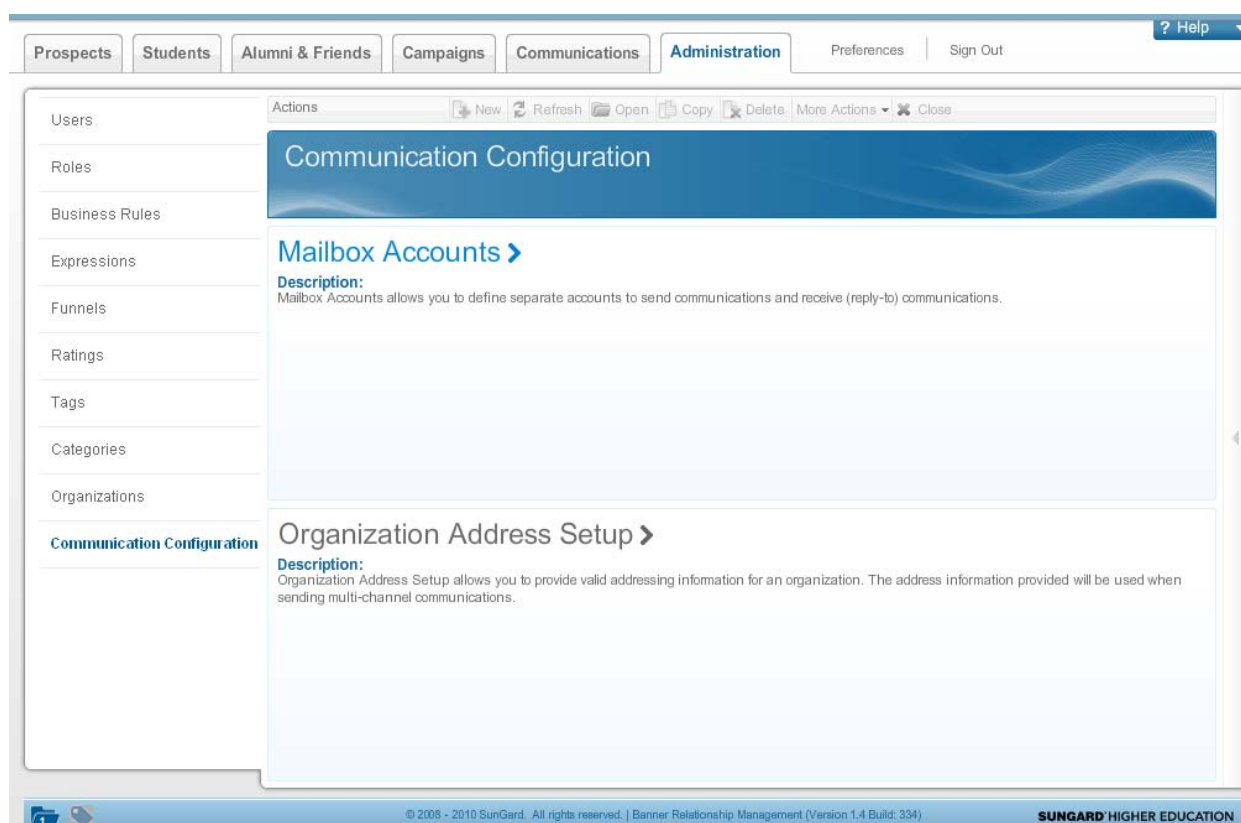 ? Help
Prospects Students Alumni & Friends Campaigns Communications Administration Preferences Sign Out
Actions New Refresh Open Copy Delete More Actions Close
Users
Roles
Business Rules
Expressions
Funnels
Ratings
Tags
Categories
Organizations
Communication Configuration
Communication Configuration
Mailbox Accounts
Description:
Mailbox Accounts allows you to define separate accounts to send communications and receive (reply-to) communications.
Organization Address Setup
Description:
Organization Address Setup allows you to provide valid addressing information for an organization. The address information provided will be used when
sending multi-channel communications.
1
© 2008 - 2010 SunGard. All rights reserved. | Banner Relationship Management (Version 1.4 Build: 334)
SUNGARD' HIGHER EDUCATION